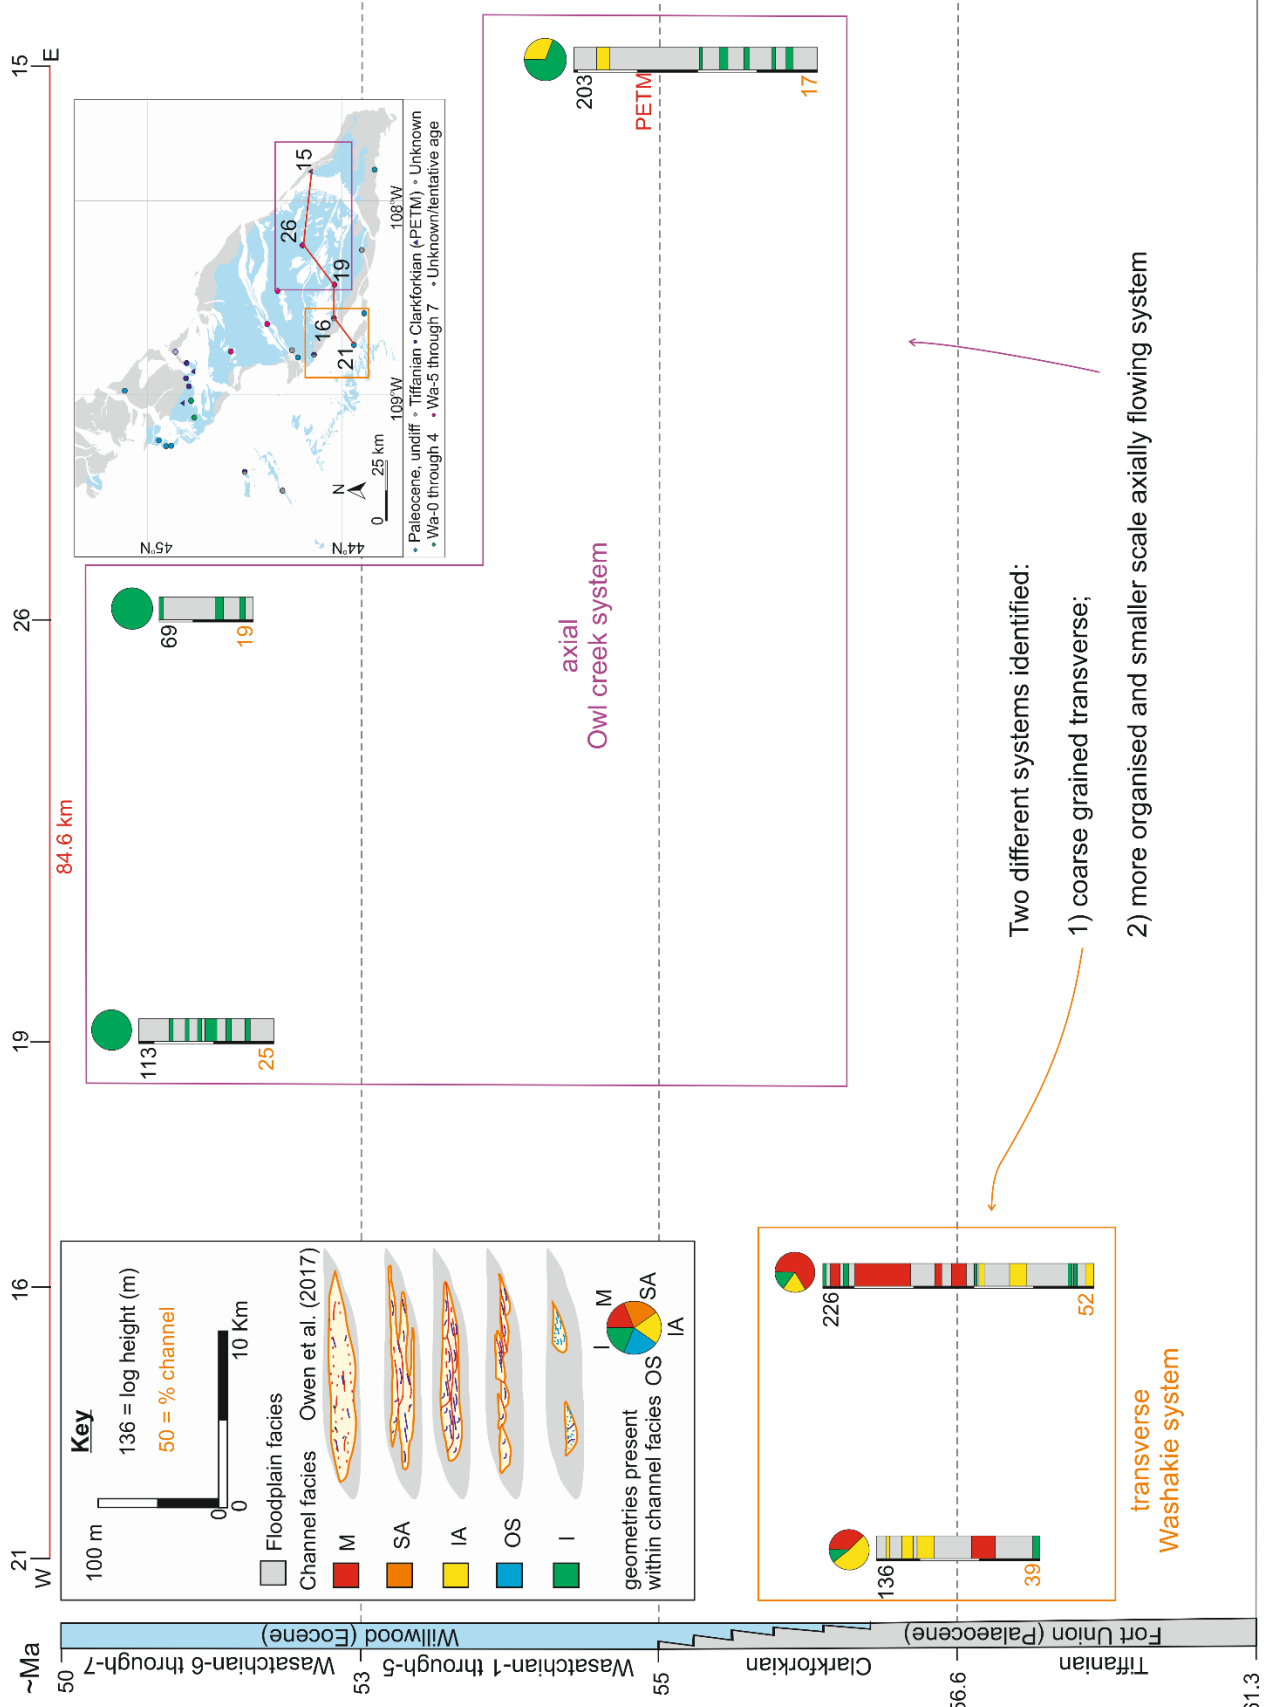 ~Ma
50
53
55
56.6
61.3
Wasatchian-6 through-7
Wasatchian-1 through-5
Clarkforkian
Tiffanian
Willwood (Eocene)
Fort Union (Palaeocene)
21
16
19
26
15
W
E
84.6 km
Key
100 m
0
0
10 Km
136 = log height (m)
50 = % channel
Floodplain facies
Channel facies
Owen et al. (2017)
M
SA
IA
OS
I
geometries present
within channel facies
I
M
SA
IA
OS
113
25
69
19
203
PETM
17
136
39
226
52
axial
Owl creek system
transverse
Washakie system
45°N
44°N
109°W
108°W
21
16
19
26
15
N
0
25 km
Paleocene, undiff
Tiffanian
Clarkforkian (▲PETM)
Unknown
Wa-0 through 4
Wa-5 through 7
Unknown/tentative age
Two different systems identified:
1) coarse grained transverse;
2) more organised and smaller scale axially flowing system